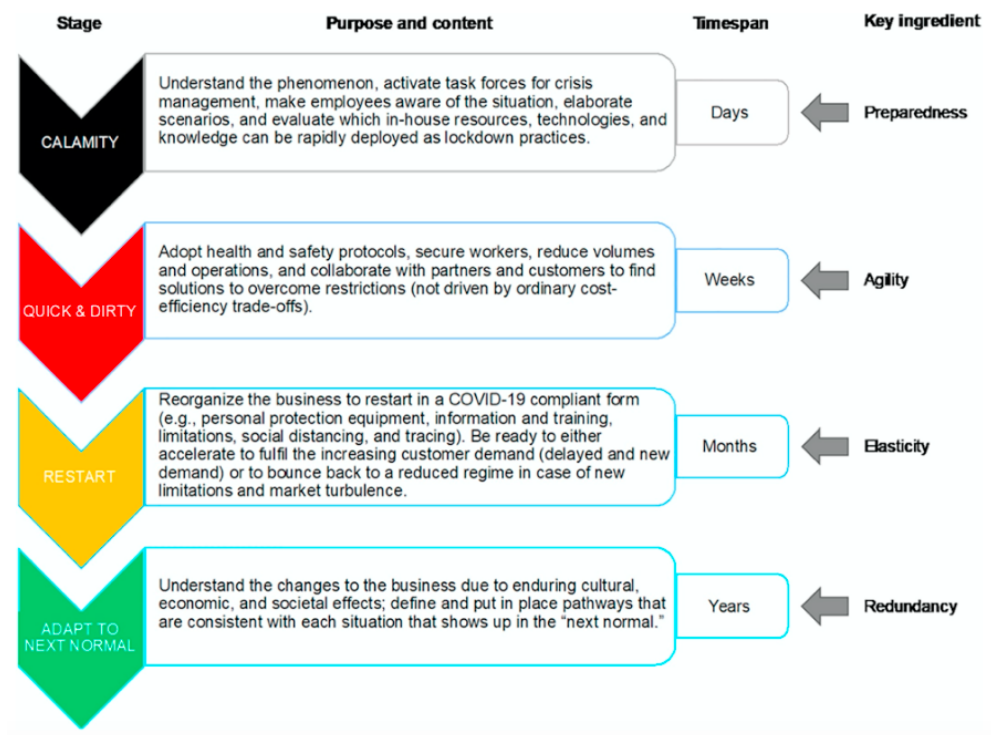 Stage Purpose and content Timespan Key ingredient
CALAMITY
Understand the phenomenon, activate task forces for crisis
management, make employees aware of the situation, elaborate
scenarios, and evaluate which in-house resources, technologies, and
knowledge can be rapidly deployed as lockdown practices.
Days
Preparedness
QUICK & DIRTY
Adopt health and safety protocols, secure workers, reduce volumes
and operations, and collaborate with partners and customers to find
solutions to overcome restrictions (not driven by ordinary cost-
efficiency trade-offs).
Weeks
Agility
RESTART
Reorganize the business to restart in a COVID-19 compliant form
(e.g., personal protection equipment, information and training,
limitations, social distancing, and tracing). Be ready to either
accelerate to fulfil the increasing customer demand (delayed and new
demand) or to bounce back to a reduced regime in case of new
limitations and market turbulence.
Months
Elasticity
ADAPT TO
NEXT NORMAL
Understand the changes to the business due to enduring cultural,
economic, and societal effects; define and put in place pathways that
are consistent with each situation that shows up in the “next normal.”
Years
Redundancy